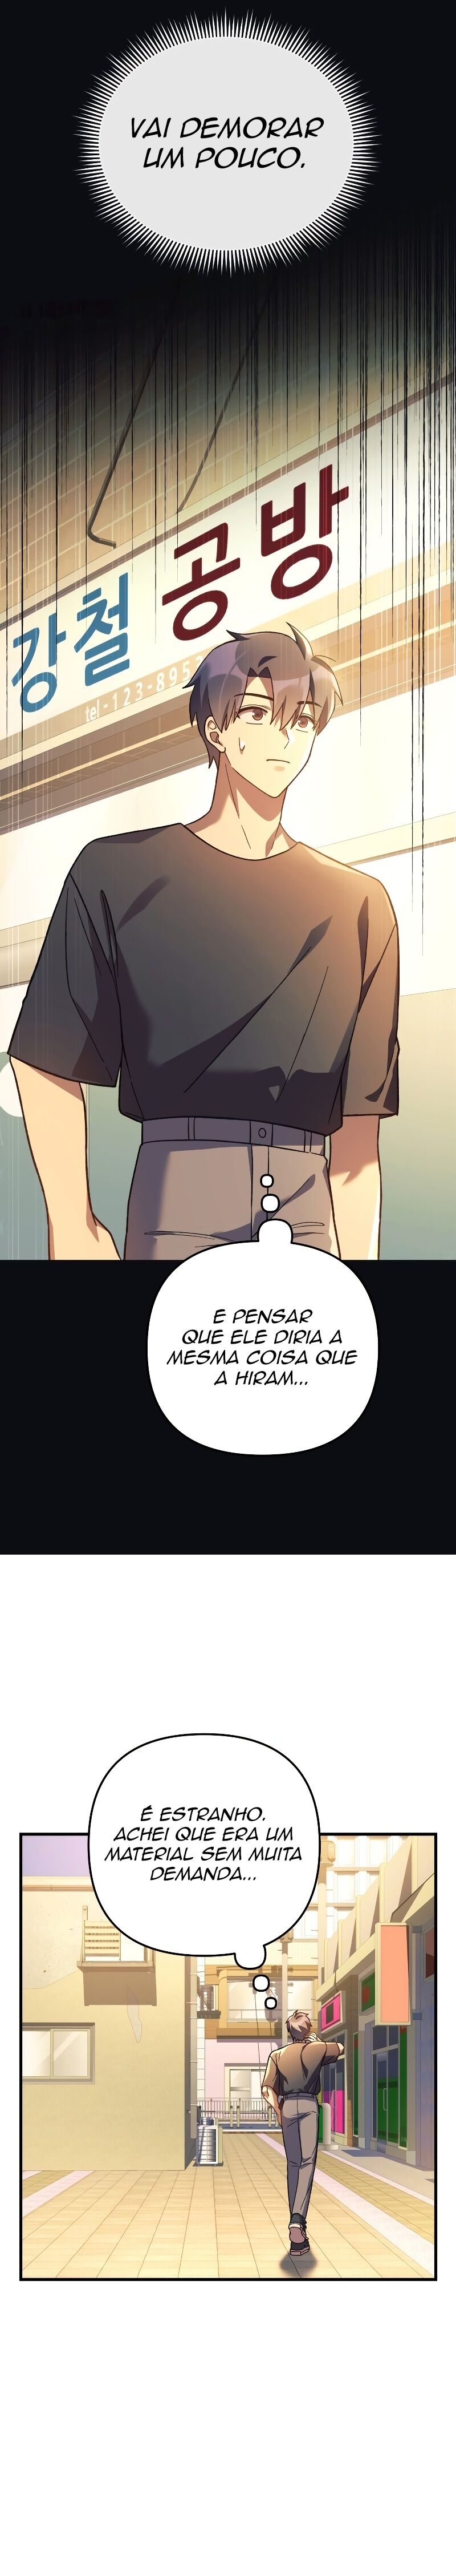 VAI DEMORAR
UM POUCO.
강철 공방
tel-123-895
E PENSAR
QUE ELE DIRIA A
MESMA COISA QUE
A HIRAM...
É ESTRANHO.
ACHEI QUE ERA UM
MATERIAL SEM MUITA
DEMANDA...